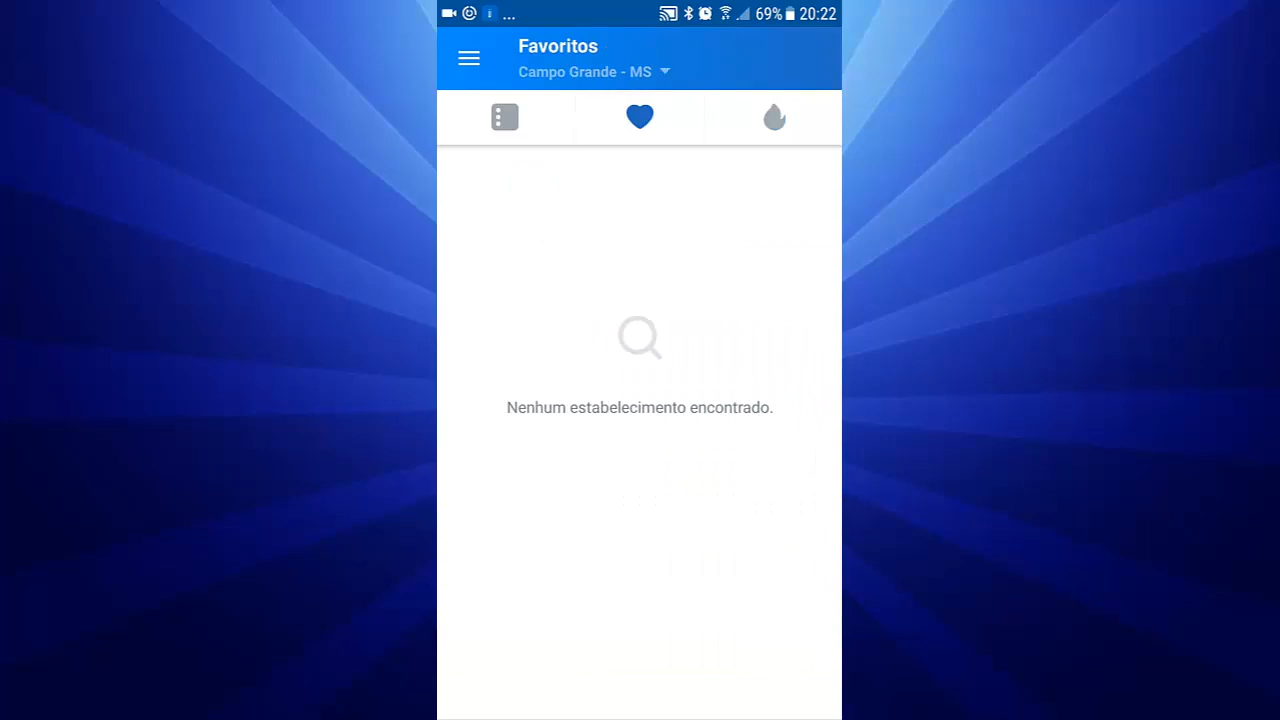 ... 69% 20:22
Favoritos
Campo Grande - MS
Nenhum estabelecimento encontrado.